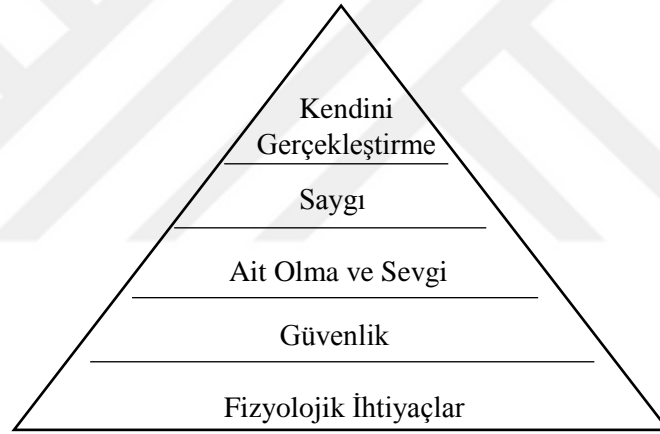 Kendini
Gerçekleştirme
Saygı
Ait Olma ve Sevgi
Güvenlik
Fizyolojik İhtiyaçlar